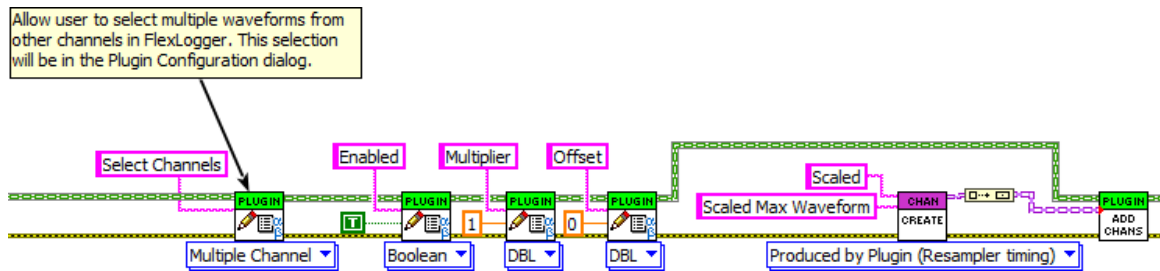 Allow user to select multiple waveforms from
other channels in FlexLogger. This selection
will be in the Plugin Configuration dialog.
Select Channels
Enabled
Multiplier
Offset
Scaled
Scaled Max Waveform
PLUGIN
α
β
T
PLUGIN
α
β
1
PLUGIN
α
β
0
PLUGIN
α
β
CHAN
CREATE
PLUGIN
ADD
CHANS
Multiple Channel
Boolean
DBL
DBL
Produced by Plugin (Resampler timing)